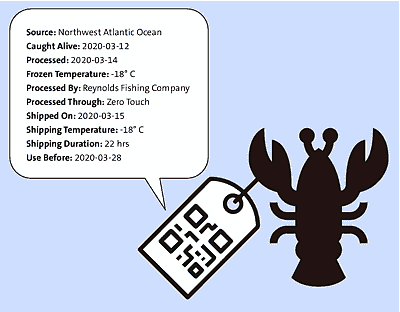 Source: Northwest Atlantic Ocean
Caught Alive: 2020-03-12
Processed: 2020-03-14
Frozen Temperature: -18° C
Processed By: Reynolds Fishing Company
Processed Through: Zero Touch
Shipped On: 2020-03-15
Shipping Temperature: -18° C
Shipping Duration: 22 hrs
Use Before: 2020-03-28